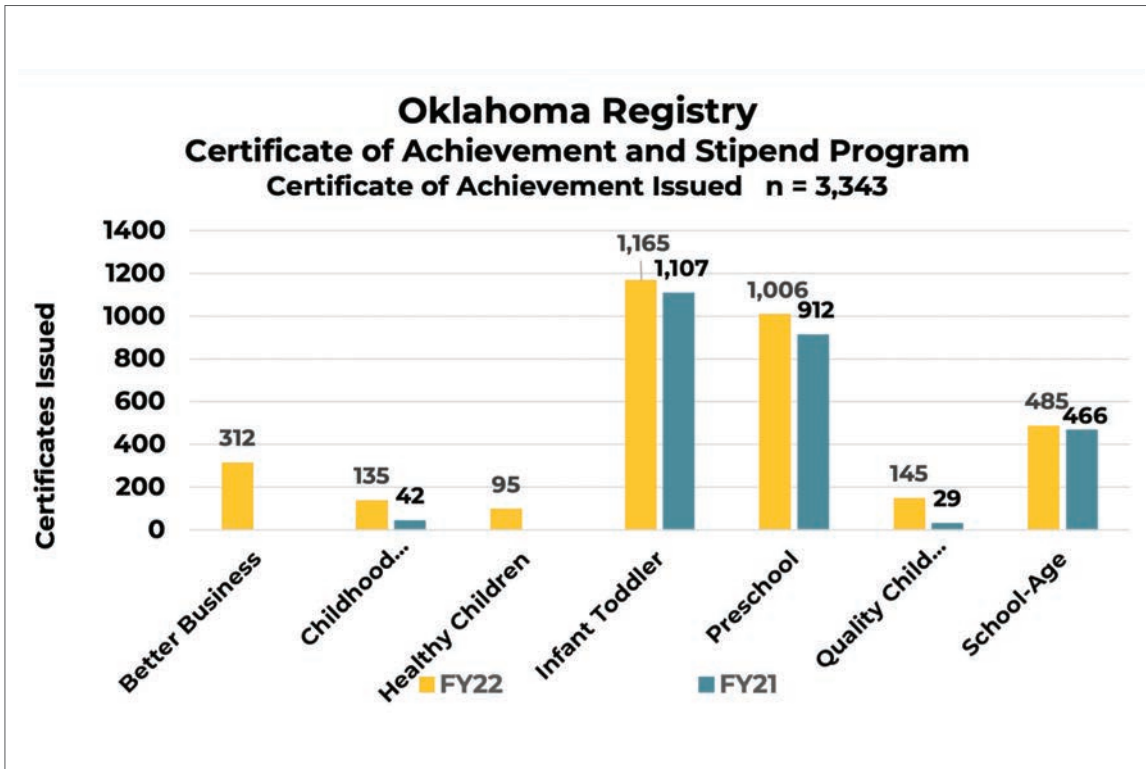 Oklahoma Registry
Certificate of Achievement and Stipend Program
Certificate of Achievement Issued n = 3,343
Certificates Issued
1400
1200
1000
800
600
400
200
0
312
135
42
95
1,165
1,107
1,006
912
145
29
485
466
Better Business
Childhood...
Healthy Children
Infant Toddler
Preschool
Quality Child...
School-Age
FY22
FY21